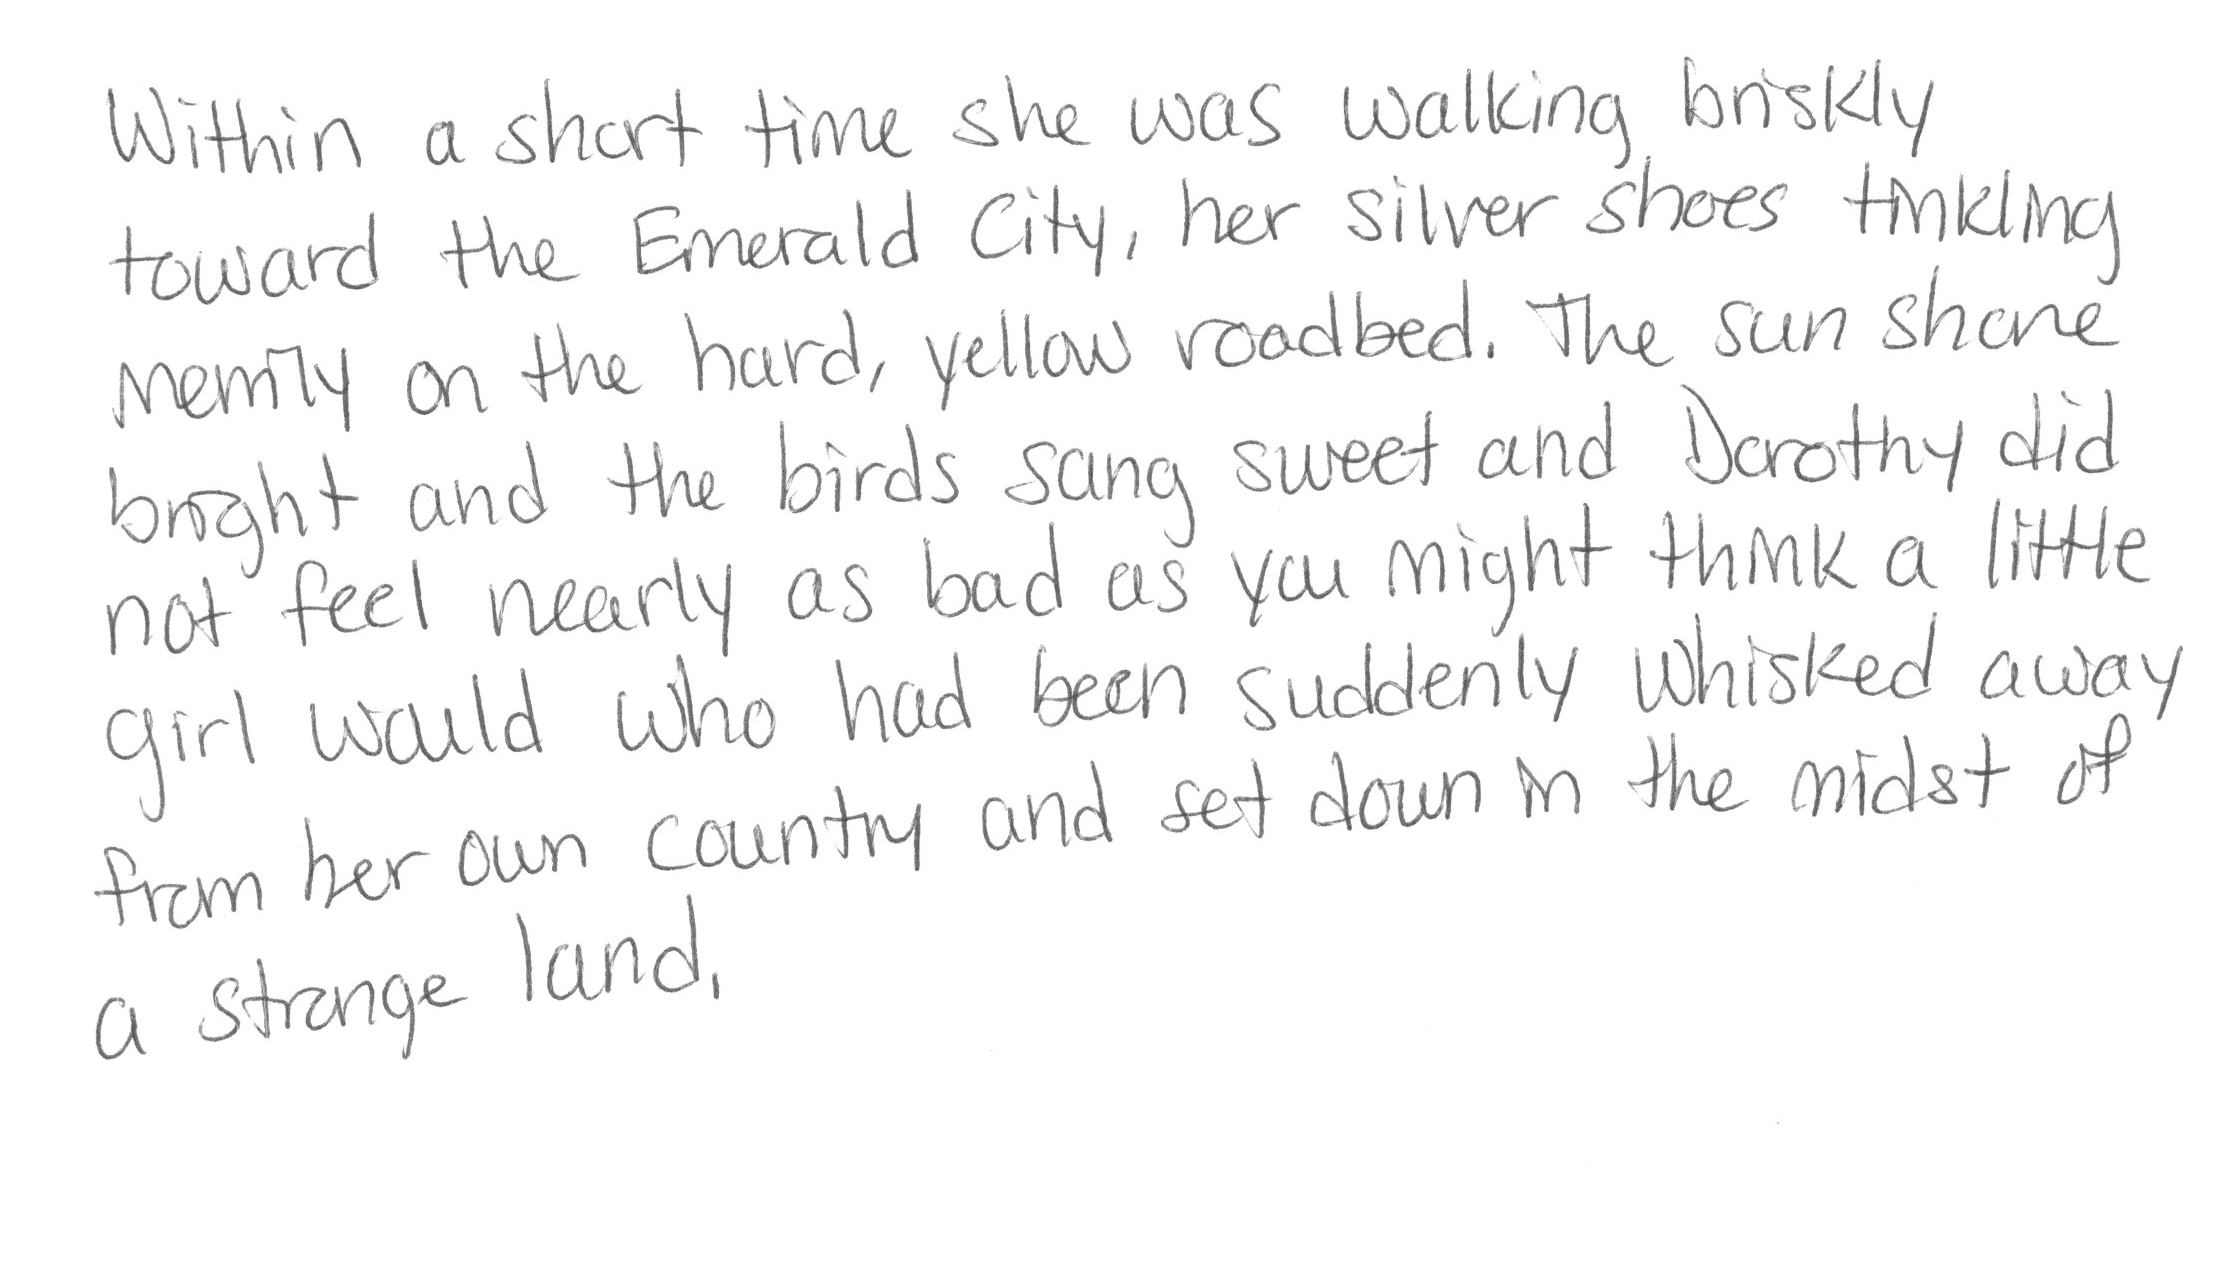 Within a short time she was walking briskly
toward the Emerald City, her silver shoes tinkling
merrily on the hard, yellow roadbed. The sun shone
bright and the birds sang sweet and Dorothy did
not feel nearly as bad as you might think a little
girl would who had been suddenly whisked away
from her own country and set down in the midst of
a strange land.